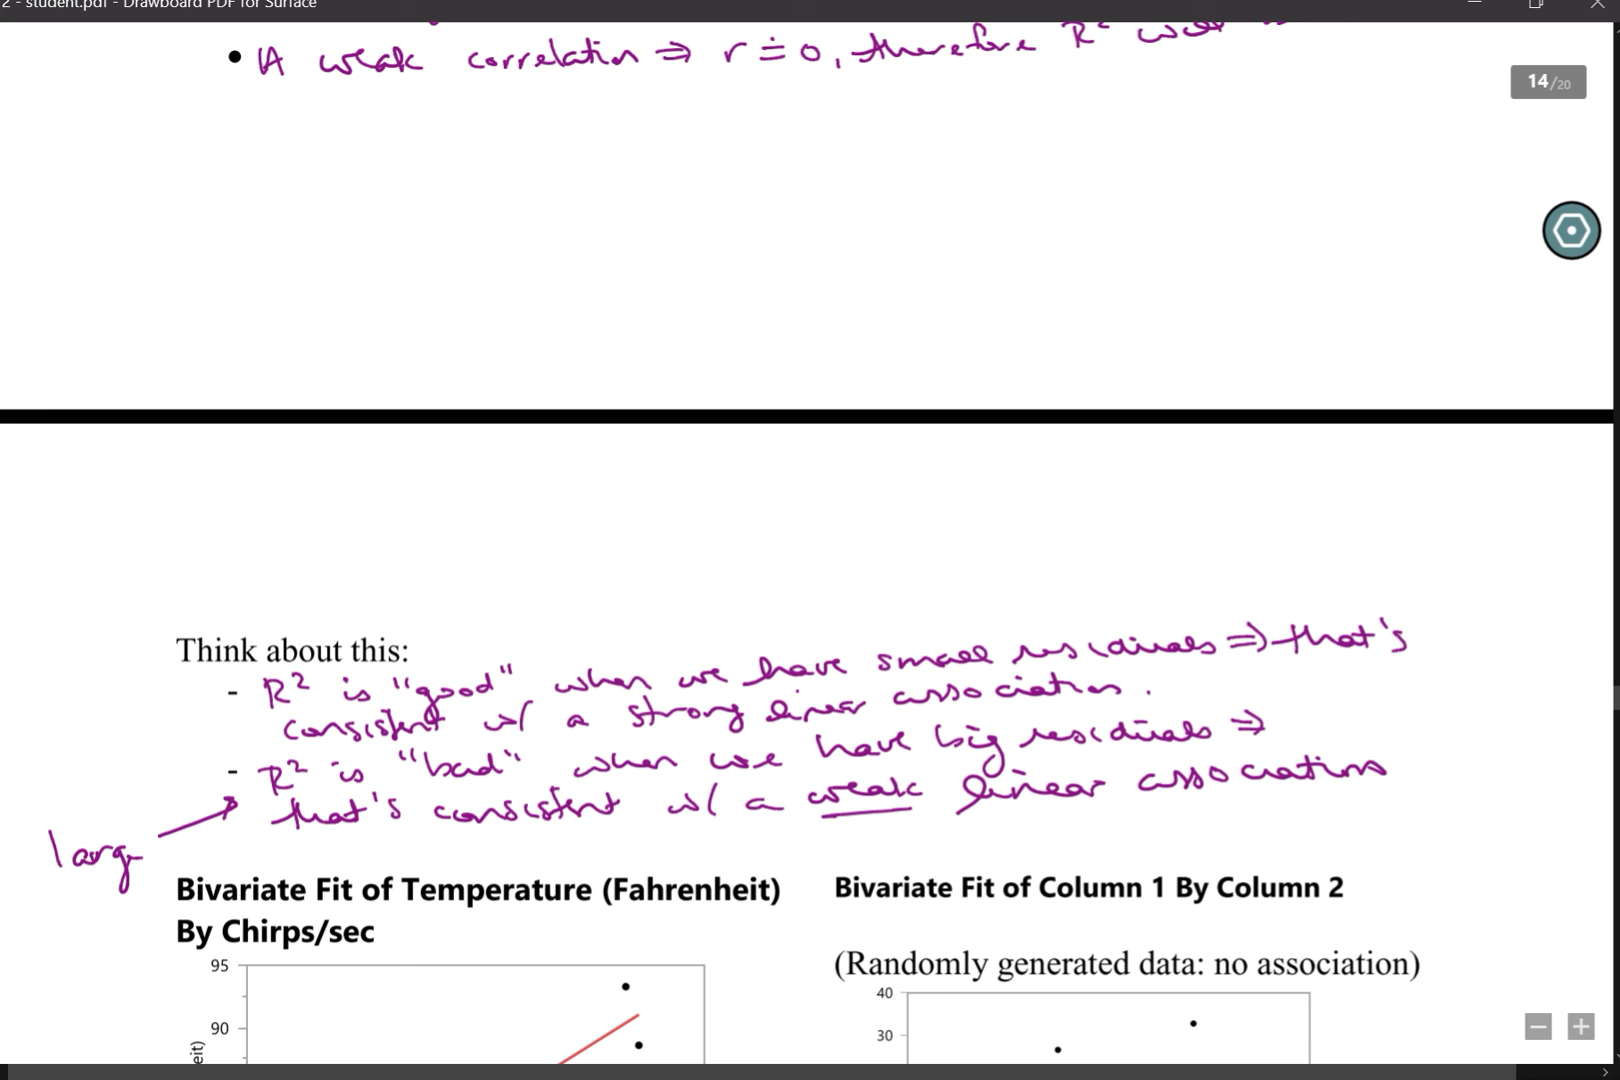 2 - student.pdf - Drawboard PDF for Surface
• A weak correlation ⇒ r ≐ 0, therefore R² will
14/20
Think about this:
- R² is "good" when we have small residuals ⇒ that's
consistent w/ a strong linear association.
- R² is "bad" when we have big residuals ⇒
that's consistent w/ a weak linear association
large
Bivariate Fit of Temperature (Fahrenheit)
By Chirps/sec
95
90
eit)
Bivariate Fit of Column 1 By Column 2
(Randomly generated data: no association)
40
30